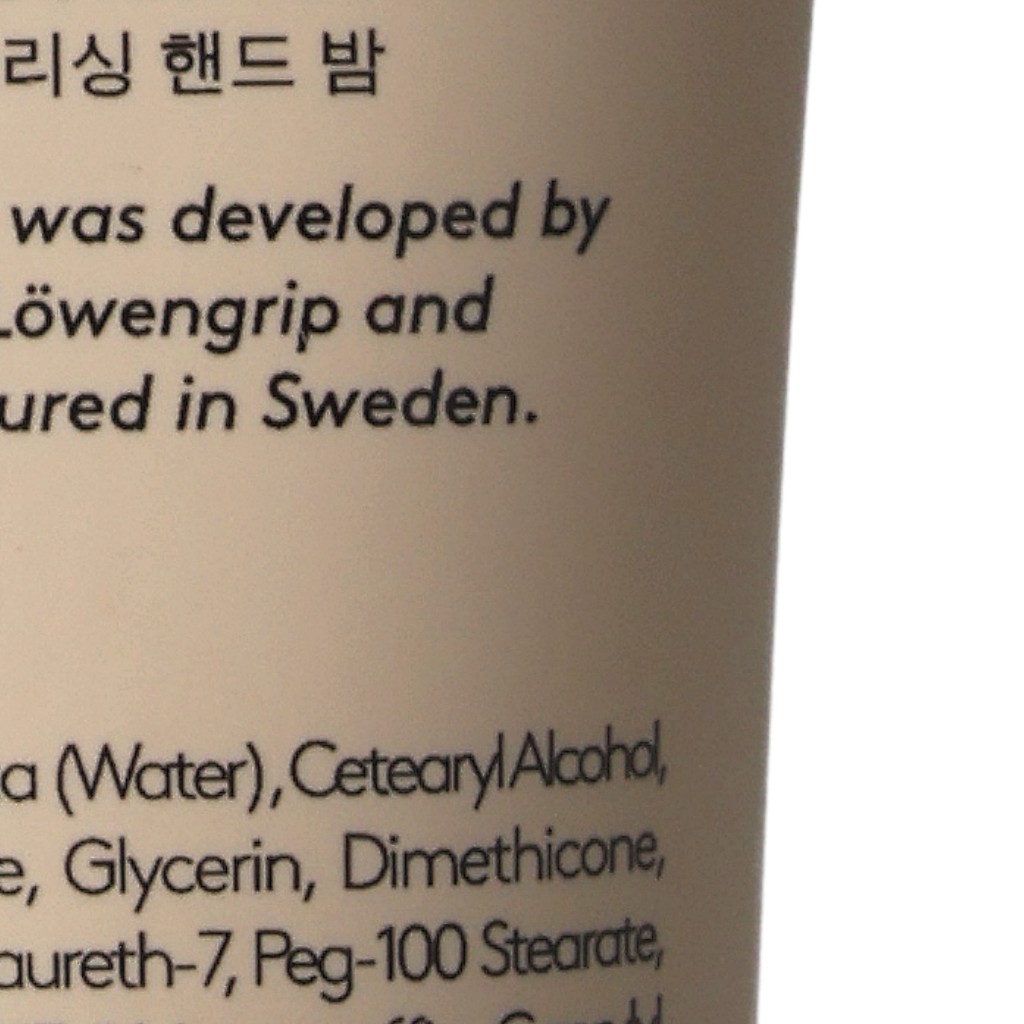 리싱 핸드 밤
was developed by
Löwengrip and
ured in Sweden.
a (Water), Cetearyl Alcohol,
e, Glycerin, Dimethicone,
aureth-7, Peg-100 Stearate,